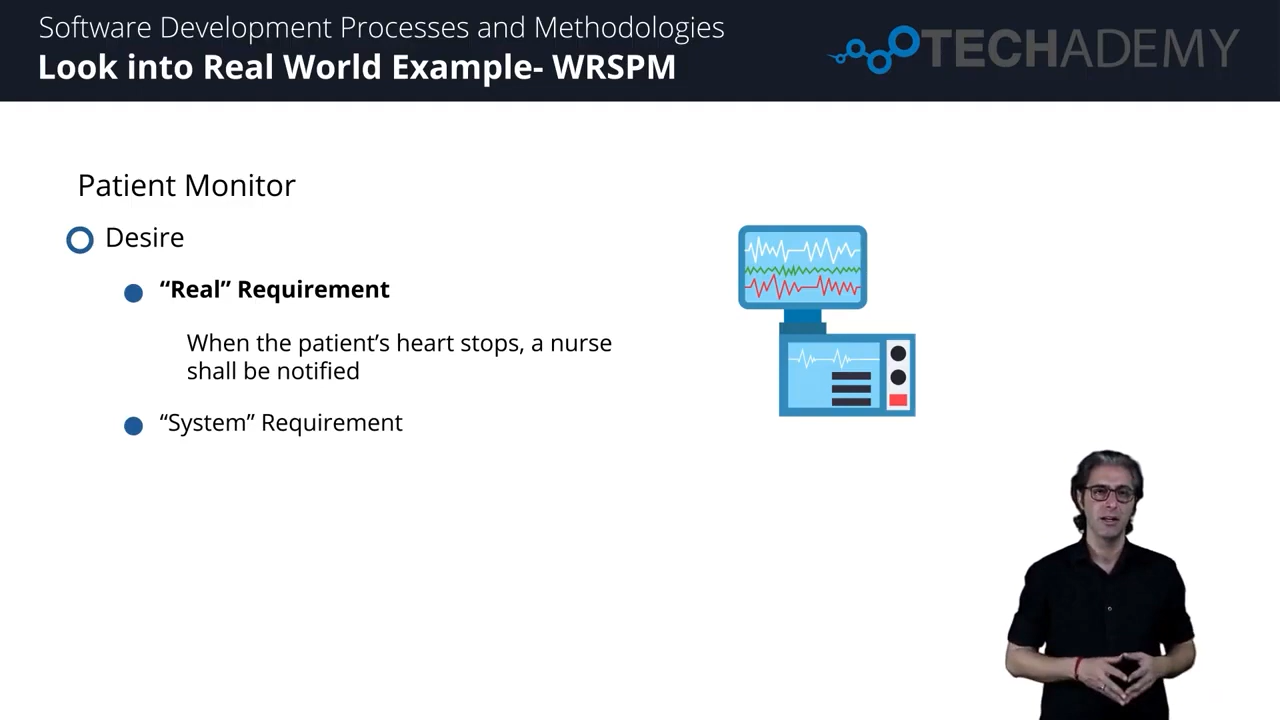 Software Development Processes and Methodologies
Look into Real World Example- WRSPM
TECHADEMY
Patient Monitor
Desire
“Real” Requirement
When the patient’s heart stops, a nurse
shall be notified
“System” Requirement